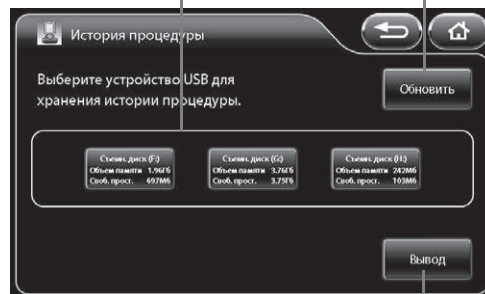 История процедуры
Выберите устройство USB для
хранения истории процедуры.
Обновить
Съемн. диск (F:)
Объем памяти 1.96Гб
Своб. прост. 697Мб
Съемн. диск (G:)
Объем памяти 3.76Гб
Своб. прост. 3.75Гб
Съемн. диск (H:)
Объем памяти 242Мб
Своб. прост. 103Мб
Вывод